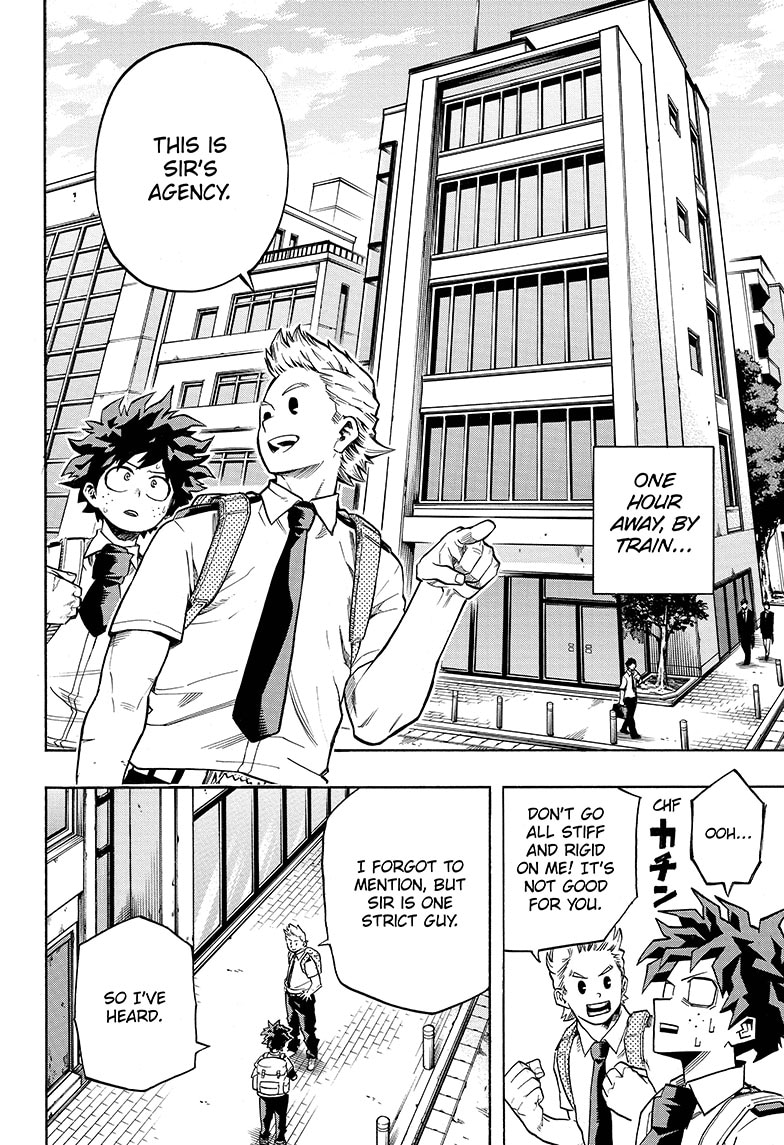 THIS IS
SIR'S
AGENCY.
ONE
HOUR
AWAY, BY
TRAIN...
OOH...
CHF
カチン
DON'T GO
ALL STIFF
AND RIGID
ON ME! IT'S
NOT GOOD
FOR YOU.
I FORGOT TO
MENTION, BUT
SIR IS ONE
STRICT GUY.
SO I'VE
HEARD.